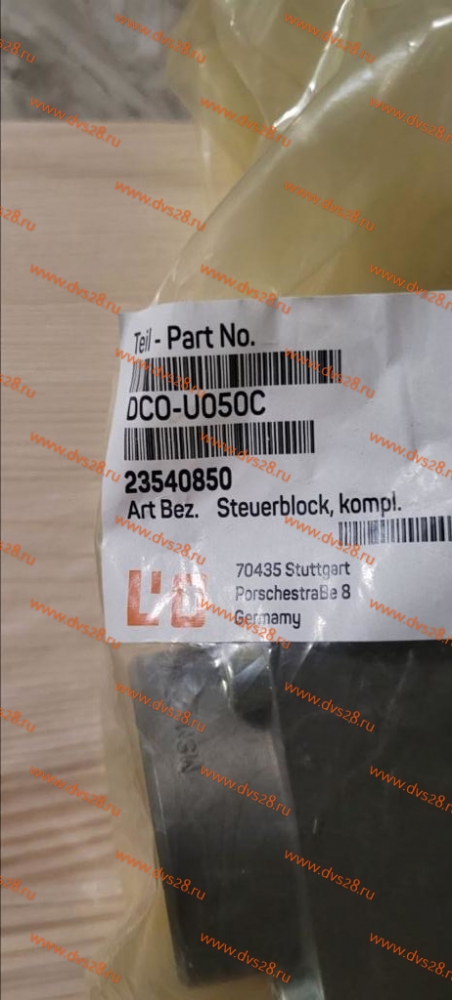 Teil - Part No.
DCO-U050C
23540850
Art Bez. Steuerblock, kompl.
70435 Stuttgart
Porschestraße 8
Germamy
www.dvs28.ru